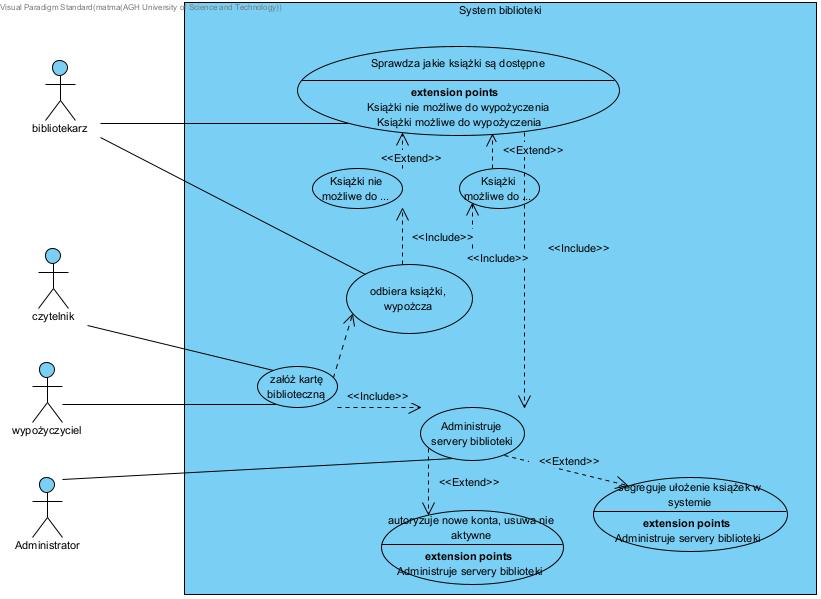 Visual Paradigm Standard(matma(AGH University of Science and Technology))
System biblioteki
Sprawdza jakie książki są dostępne
extension points
Książki nie możliwe do wypożyczenia
Książki możliwe do wypożyczenia
bibliotekarz
<<Extend>>
<<Extend>>
Książki nie
możliwe do ...
Książki
możliwe do ...
<<Include>>
<<Include>>
<<Include>>
odbiera książki,
wypożcza
czytelnik
załóż kartę
biblioteczną
<<Include>>
wypożyczyciel
Administruje
servery biblioteki
<<Extend>>
<<Extend>>
segreguje ułożenie książek w
systemie
extension points
Administruje servery biblioteki
autoryzuje nowe konta, usuwa nie
aktywne
extension points
Administruje servery biblioteki
Administrator